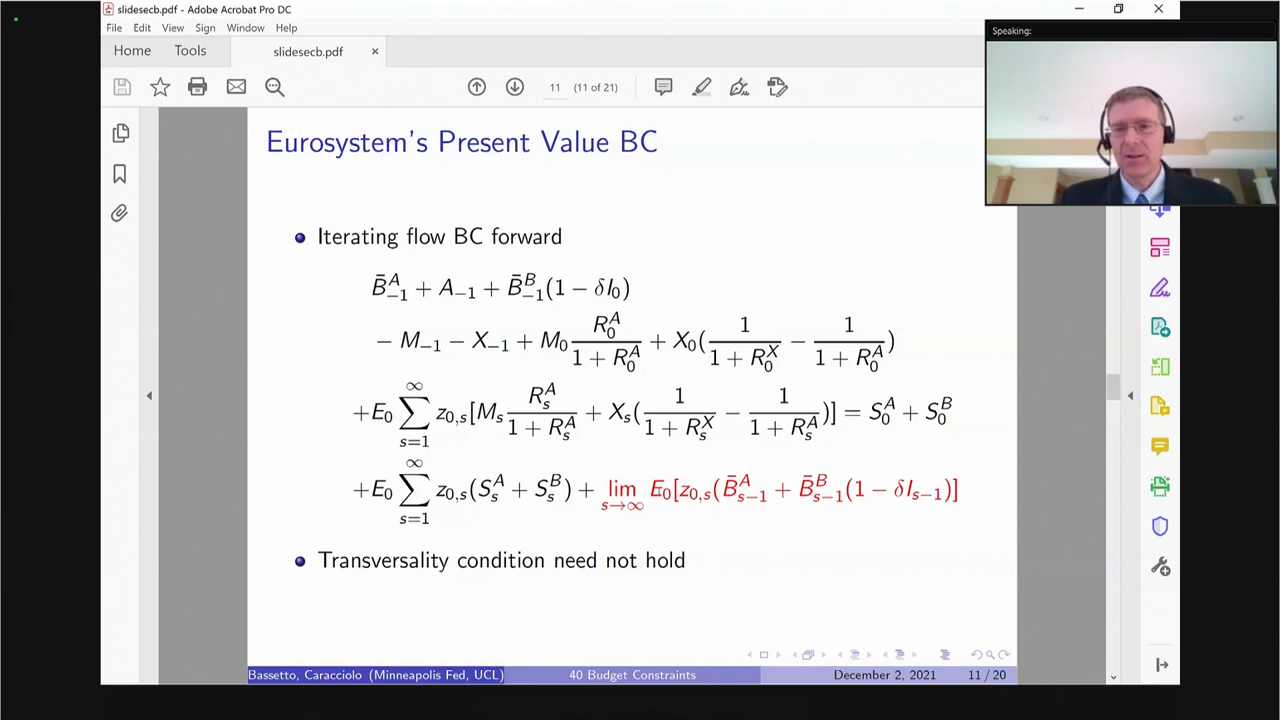 slidesecb.pdf - Adobe Acrobat Pro DC
File Edit View Sign Window Help
Home Tools slidesecb.pdf ×
11 (11 of 21)
Speaking:
Eurosystem's Present Value BC
Iterating flow BC forward
B̄^A_{-1} + A_{-1} + B̄^B_{-1}(1 − δI_0)
− M_{-1} − X_{-1} + M_0 R^A_0/(1 + R^A_0) + X_0(1/(1 + R^X_0) − 1/(1 + R^A_0))
+E_0 ∑_{s=1}^{∞} z_{0,s}[M_s R^A_s/(1 + R^A_s) + X_s(1/(1 + R^X_s) − 1/(1 + R^A_s))] = S^A_0 + S^B_0
+E_0 ∑_{s=1}^{∞} z_{0,s}(S^A_s + S^B_s) + lim_{s→∞} E_0[z_{0,s}(B̄^A_{s−1} + B̄^B_{s−1}(1 − δI_{s−1})]
Transversality condition need not hold
Bassetto, Caracciolo (Minneapolis Fed, UCL) 40 Budget Constraints December 2, 2021 11 / 20